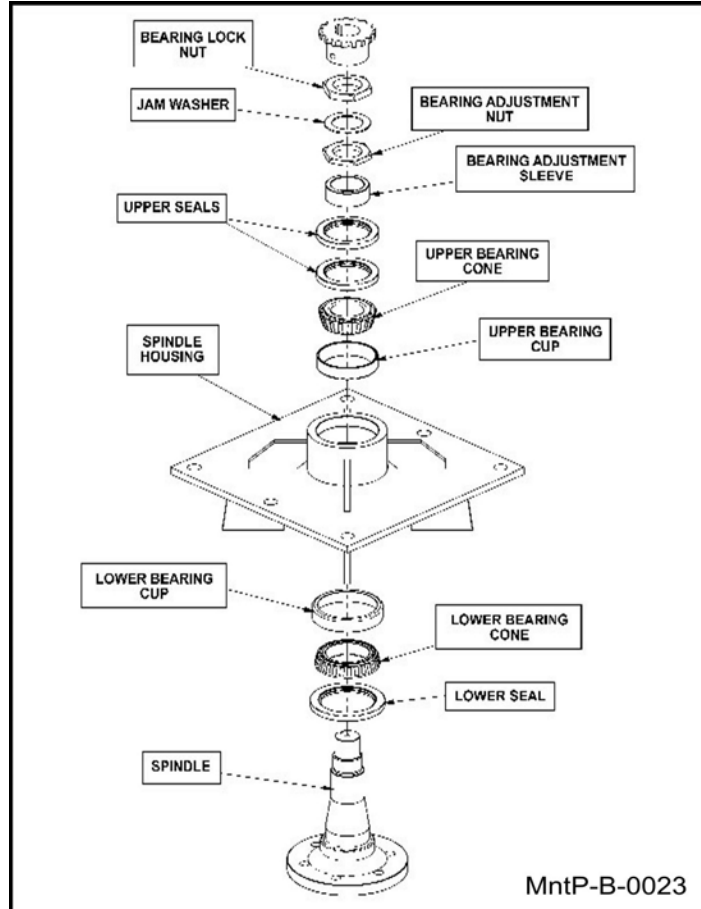 BEARING LOCK
NUT
JAM WASHER
BEARING ADJUSTMENT
NUT
BEARING ADJUSTMENT
SLEEVE
UPPER SEALS
UPPER BEARING
CONE
SPINDLE
HOUSING
UPPER BEARING
CUP
LOWER BEARING
CUP
LOWER BEARING
CONE
LOWER SEAL
SPINDLE
MntP-B-0023